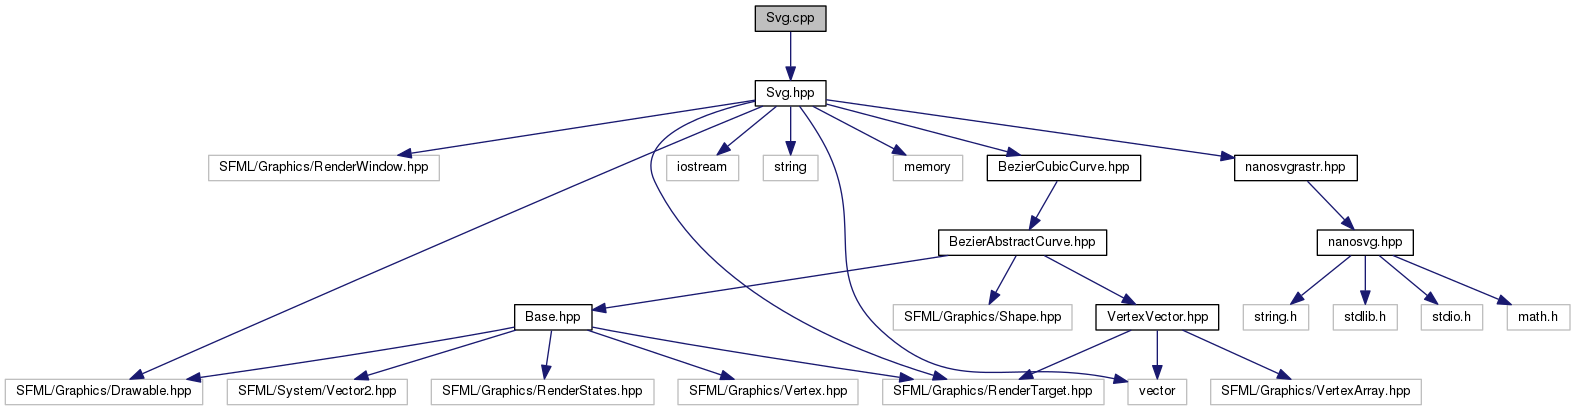 Svg.cpp
Svg.hpp
SFML/Graphics/RenderWindow.hpp
iostream
string
memory
BezierCubicCurve.hpp
nanosvgrastr.hpp
BezierAbstractCurve.hpp
nanosvg.hpp
Base.hpp
SFML/Graphics/Shape.hpp
VertexVector.hpp
string.h
stdlib.h
stdio.h
math.h
SFML/Graphics/Drawable.hpp
SFML/System/Vector2.hpp
SFML/Graphics/RenderStates.hpp
SFML/Graphics/Vertex.hpp
SFML/Graphics/RenderTarget.hpp
vector
SFML/Graphics/VertexArray.hpp